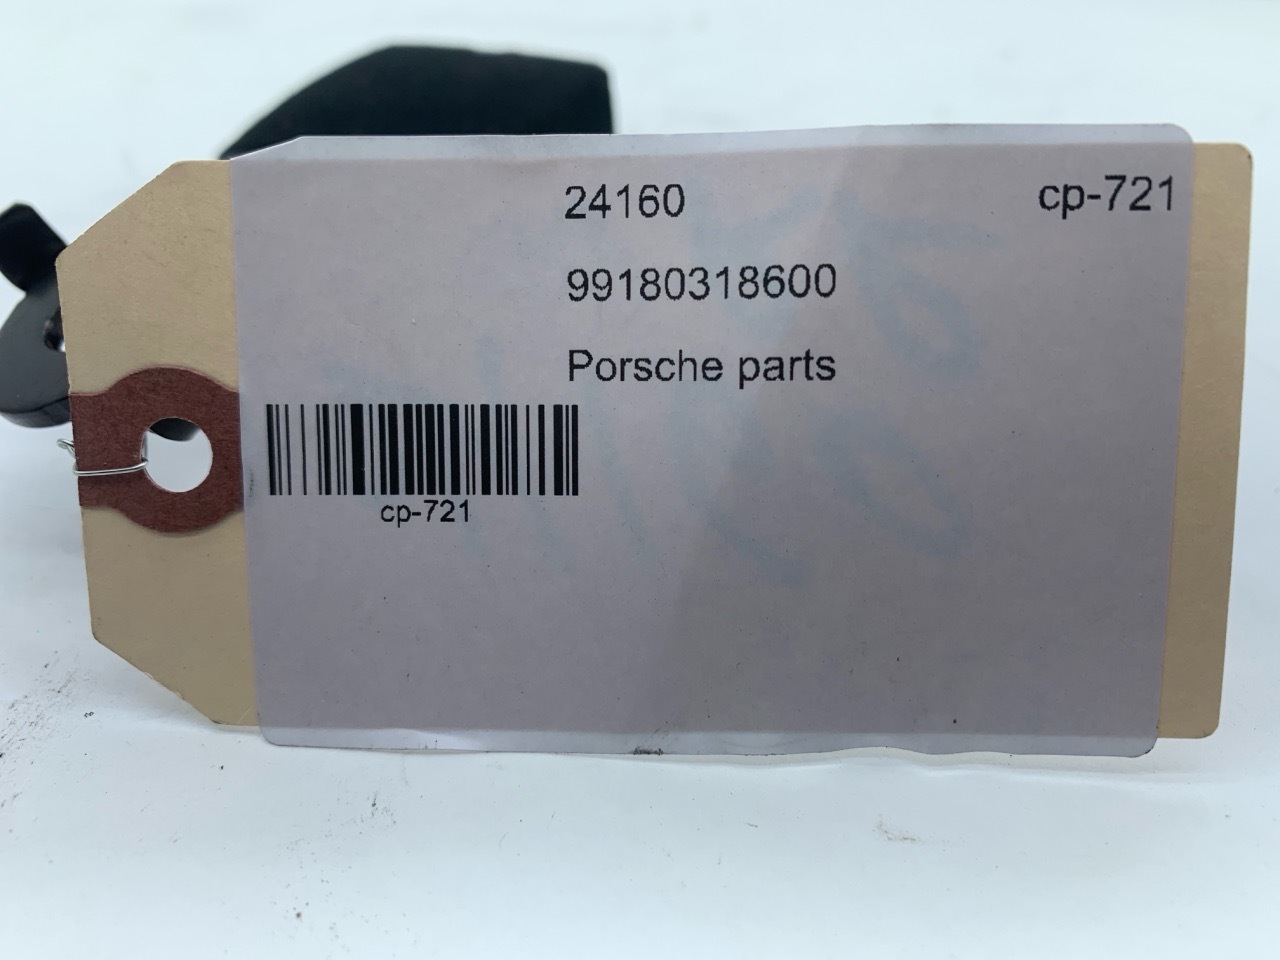 24160 cp-721
99180318600
Porsche parts
cp-721